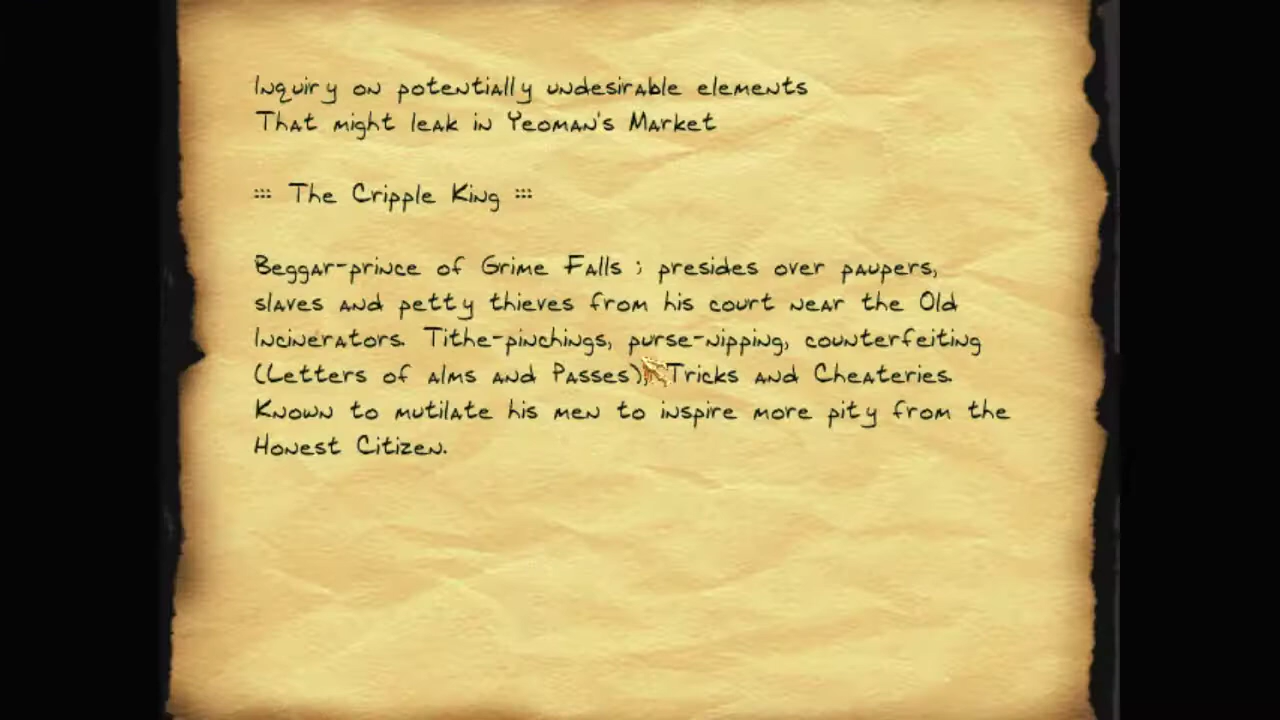 Inquiry on potentially undesirable elements
That might leak in Yeoman's Market
::: The Cripple King :::
Beggar-prince of Grime Falls ; presides over paupers,
slaves and petty thieves from his court near the Old
Incinerators. Tithe-pinchings, purse-nipping, counterfeiting
(Letters of alms and Passes), Tricks and Cheateries.
Known to mutilate his men to inspire more pity from the
Honest Citizen.